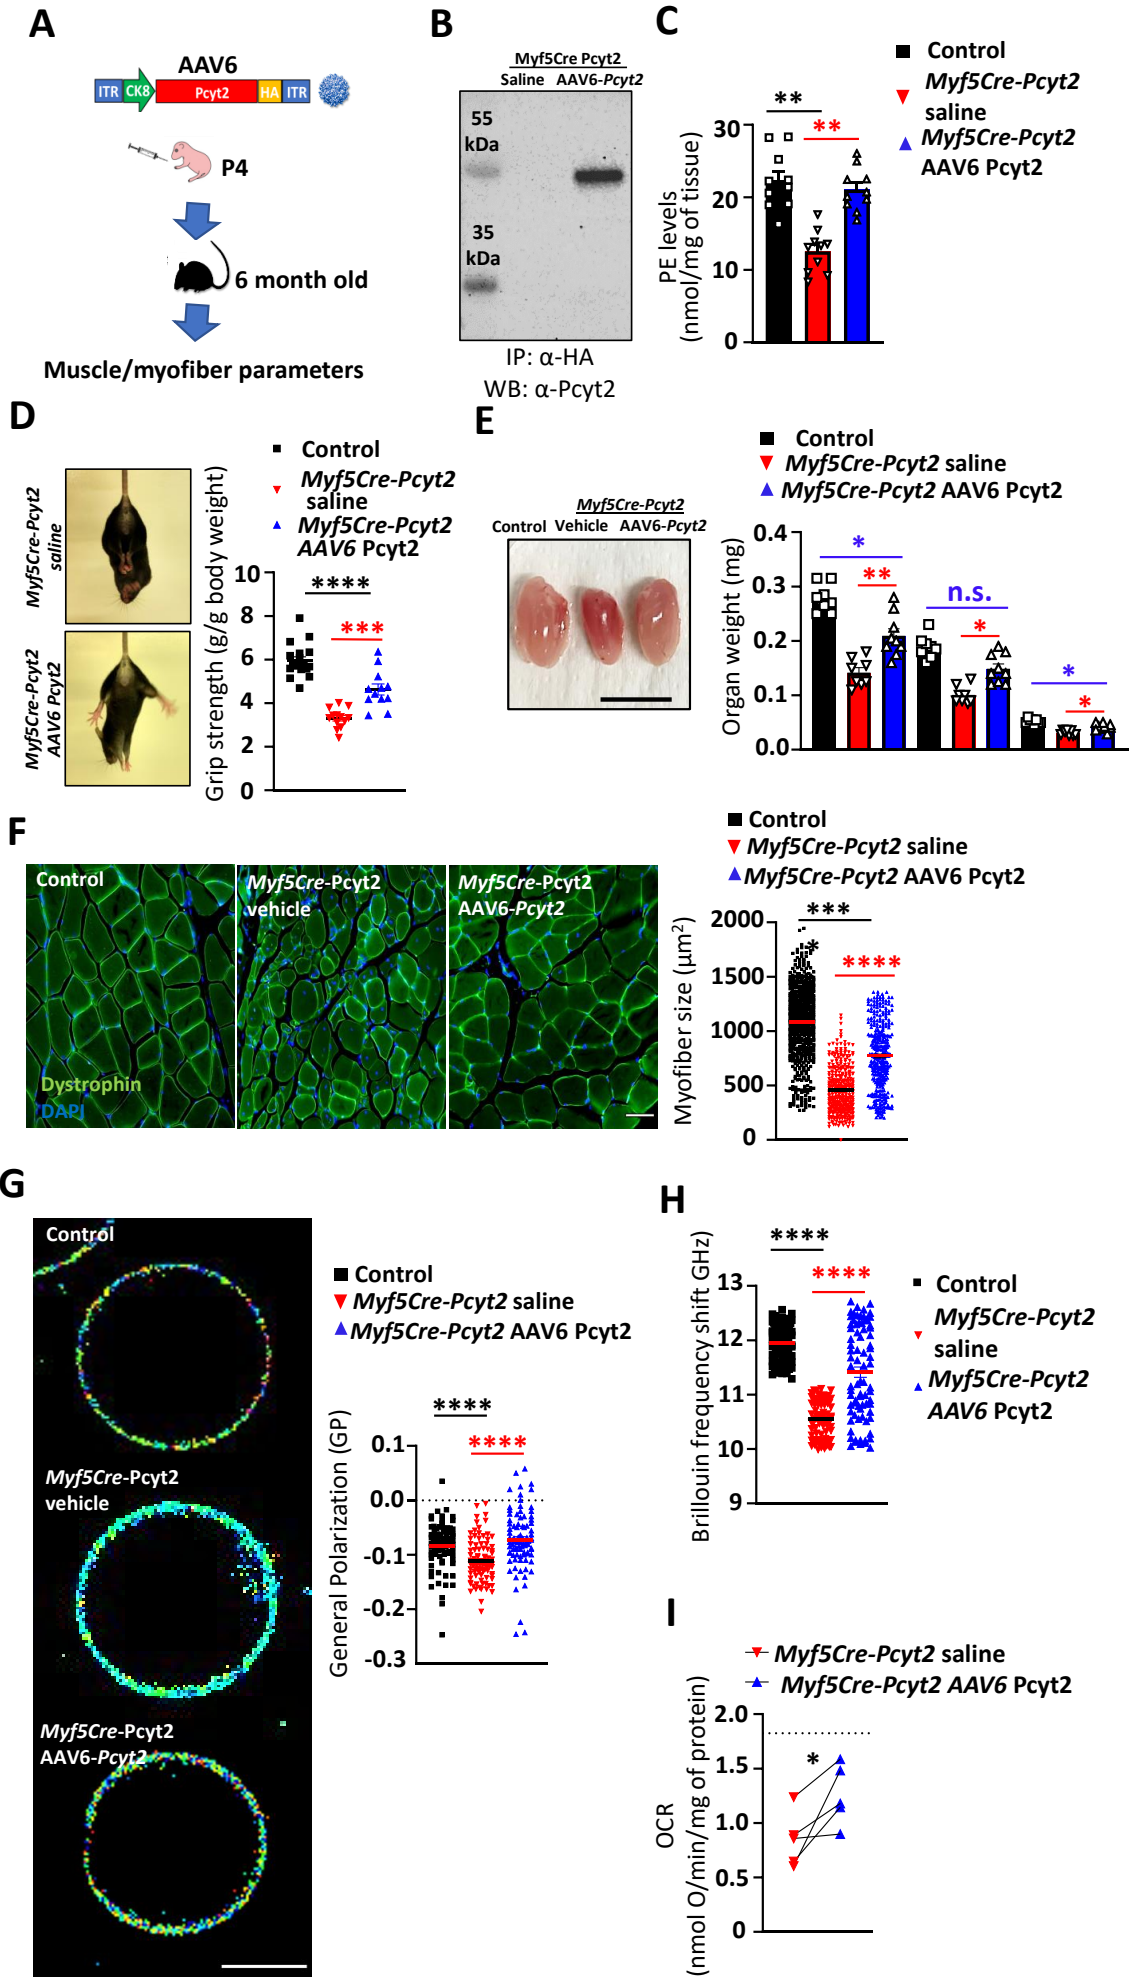 A
AAV6
ITR CK8 Pcyt2 HA ITR
P4
6 month old
Muscle/myofiber parameters
B
Myf5Cre Pcyt2
Saline AAV6-Pcyt2
55
kDa
35
kDa
IP: α-HA
WB: α-Pcyt2
C
Control
Myf5Cre-Pcyt2
saline
Myf5Cre-Pcyt2
AAV6 Pcyt2
**
**
30
20
10
0
PE levels
(nmol/mg of tissue)
D
Myf5Cre-Pcyt2
saline
Myf5Cre-Pcyt2
AAV6 Pcyt2
Control
Myf5Cre-Pcyt2
saline
Myf5Cre-Pcyt2
AAV6 Pcyt2
Grip strength (g/g body weight)
****
***
10
8
6
4
2
0
E
Control
Myf5Cre-Pcyt2 saline
Myf5Cre-Pcyt2 AAV6 Pcyt2
Myf5Cre-Pcyt2
Control Vehicle AAV6-Pcyt2
Organ weight (mg)
0.4
0.3
0.2
0.1
0.0
*
**
n.s.
*
*
*
F
Control
Myf5Cre-Pcyt2
vehicle
Myf5Cre-Pcyt2
AAV6-Pcyt2
Dystrophin
DAPI
Control
Myf5Cre-Pcyt2 saline
Myf5Cre-Pcyt2 AAV6 Pcyt2
Myofiber size (µm²)
2000
1500
1000
500
0
***
*
****
G
Control
Myf5Cre-Pcyt2
vehicle
Myf5Cre-Pcyt2
AAV6-Pcyt2
Control
Myf5Cre-Pcyt2 saline
Myf5Cre-Pcyt2 AAV6 Pcyt2
General Polarization (GP)
****
****
0.1
0.0
-0.1
-0.2
-0.3
H
Brillouin frequency shift GHz)
****
****
13
12
11
10
9
Control
Myf5Cre-Pcyt2
saline
Myf5Cre-Pcyt2
AAV6 Pcyt2
I
Myf5Cre-Pcyt2 saline
Myf5Cre-Pcyt2 AAV6 Pcyt2
OCR
(nmol O/min/mg of protein)
2.0
1.5
1.0
0.5
0
*